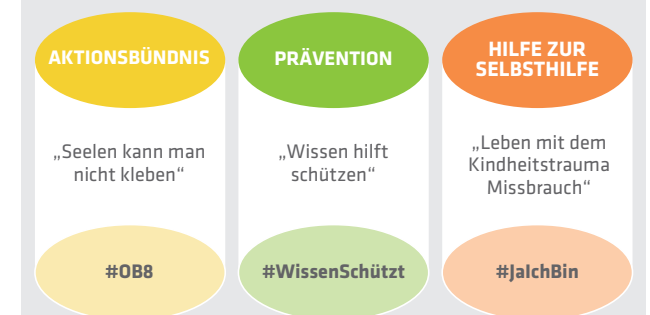 AKTIONSBÜNDNIS
„Seelen kann man
nicht kleben“
#OB8
PRÄVENTION
„Wissen hilft
schützen“
#WissenSchützt
HILFE ZUR
SELBSTHILFE
„Leben mit dem
Kindheitstrauma
Missbrauch“
#JaIchBin